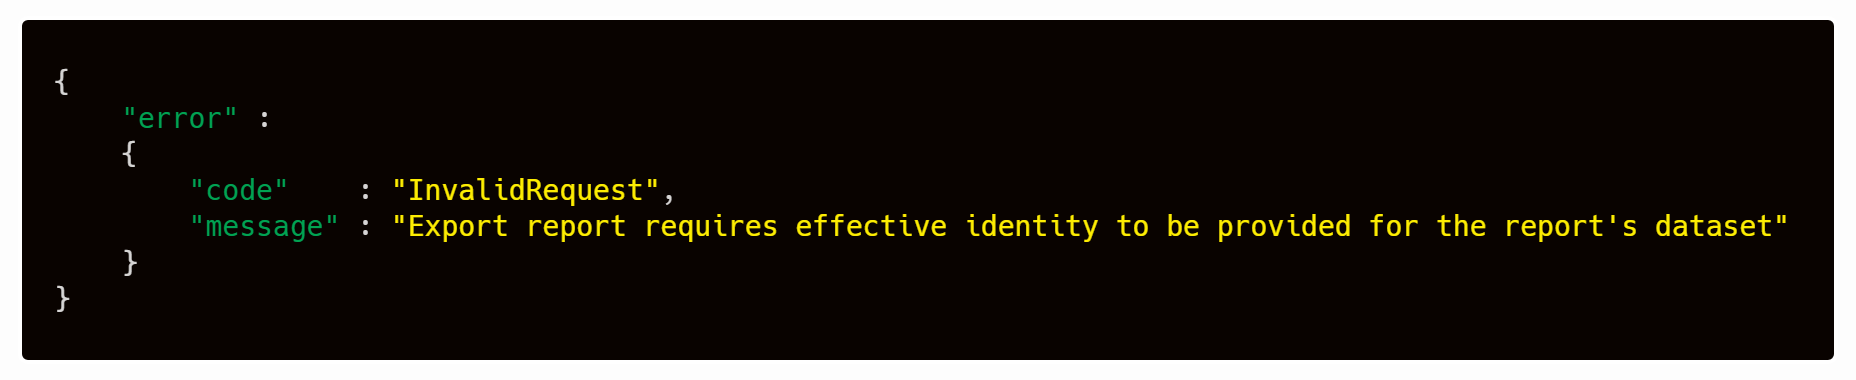 {
    "error" :
    {
        "code"    : "InvalidRequest",
        "message" : "Export report requires effective identity to be provided for the report's dataset"
    }
}